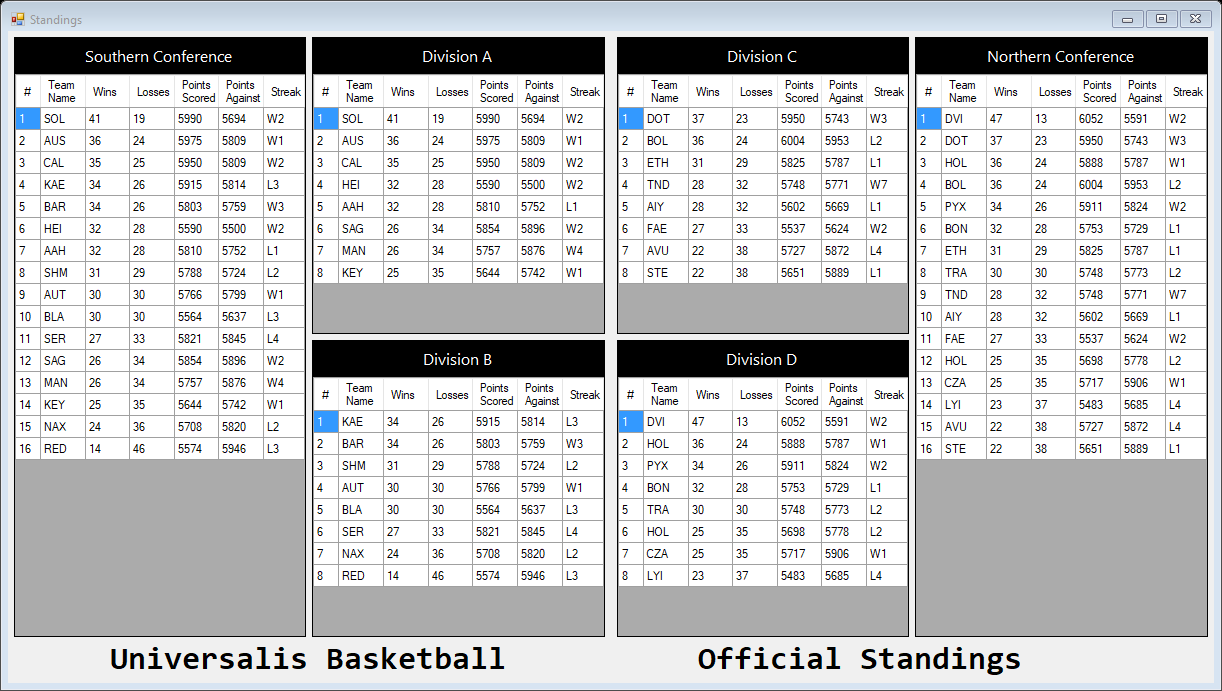 Standings
Southern Conference
# Team Name Wins Losses Points Scored Points Against Streak
1 SOL 41 19 5990 5694 W2
2 AUS 36 24 5975 5809 W1
3 CAL 35 25 5950 5809 W2
4 KAE 34 26 5915 5814 L3
5 BAR 34 26 5803 5759 W3
6 HEI 32 28 5590 5500 W2
7 AAH 32 28 5810 5752 L1
8 SHM 31 29 5788 5724 L2
9 AUT 30 30 5766 5799 W1
10 BLA 30 30 5564 5637 L3
11 SER 27 33 5821 5845 L4
12 SAG 26 34 5854 5896 W2
13 MAN 26 34 5757 5876 W4
14 KEY 25 35 5644 5742 W1
15 NAX 24 36 5708 5820 L2
16 RED 14 46 5574 5946 L3
Division A
# Team Name Wins Losses Points Scored Points Against Streak
1 SOL 41 19 5990 5694 W2
2 AUS 36 24 5975 5809 W1
3 CAL 35 25 5950 5809 W2
4 HEI 32 28 5590 5500 W2
5 AAH 32 28 5810 5752 L1
6 SAG 26 34 5854 5896 W2
7 MAN 26 34 5757 5876 W4
8 KEY 25 35 5644 5742 W1
Division B
# Team Name Wins Losses Points Scored Points Against Streak
1 KAE 34 26 5915 5814 L3
2 BAR 34 26 5803 5759 W3
3 SHM 31 29 5788 5724 L2
4 AUT 30 30 5766 5799 W1
5 BLA 30 30 5564 5637 L3
6 SER 27 33 5821 5845 L4
7 NAX 24 36 5708 5820 L2
8 RED 14 46 5574 5946 L3
Division C
# Team Name Wins Losses Points Scored Points Against Streak
1 DOT 37 23 5950 5743 W3
2 BOL 36 24 6004 5953 L2
3 ETH 31 29 5825 5787 L1
4 TND 28 32 5748 5771 W7
5 AIY 28 32 5602 5669 L1
6 FAE 27 33 5537 5624 W2
7 AVU 22 38 5727 5872 L4
8 STE 22 38 5651 5889 L1
Division D
# Team Name Wins Losses Points Scored Points Against Streak
1 DVI 47 13 6052 5591 W2
2 HOL 36 24 5888 5787 W1
3 PYX 34 26 5911 5824 W2
4 BON 32 28 5753 5729 L1
5 TRA 30 30 5748 5773 L2
6 HOL 25 35 5698 5778 L2
7 CZA 25 35 5717 5906 W1
8 LYI 23 37 5483 5685 L4
Northern Conference
# Team Name Wins Losses Points Scored Points Against Streak
1 DVI 47 13 6052 5591 W2
2 DOT 37 23 5950 5743 W3
3 HOL 36 24 5888 5787 W1
4 BOL 36 24 6004 5953 L2
5 PYX 34 26 5911 5824 W2
6 BON 32 28 5753 5729 L1
7 ETH 31 29 5825 5787 L1
8 TRA 30 30 5748 5773 L2
9 TND 28 32 5748 5771 W7
10 AIY 28 32 5602 5669 L1
11 FAE 27 33 5537 5624 W2
12 HOL 25 35 5698 5778 L2
13 CZA 25 35 5717 5906 W1
14 LYI 23 37 5483 5685 L4
15 AVU 22 38 5727 5872 L4
16 STE 22 38 5651 5889 L1
Universalis Basketball Official Standings